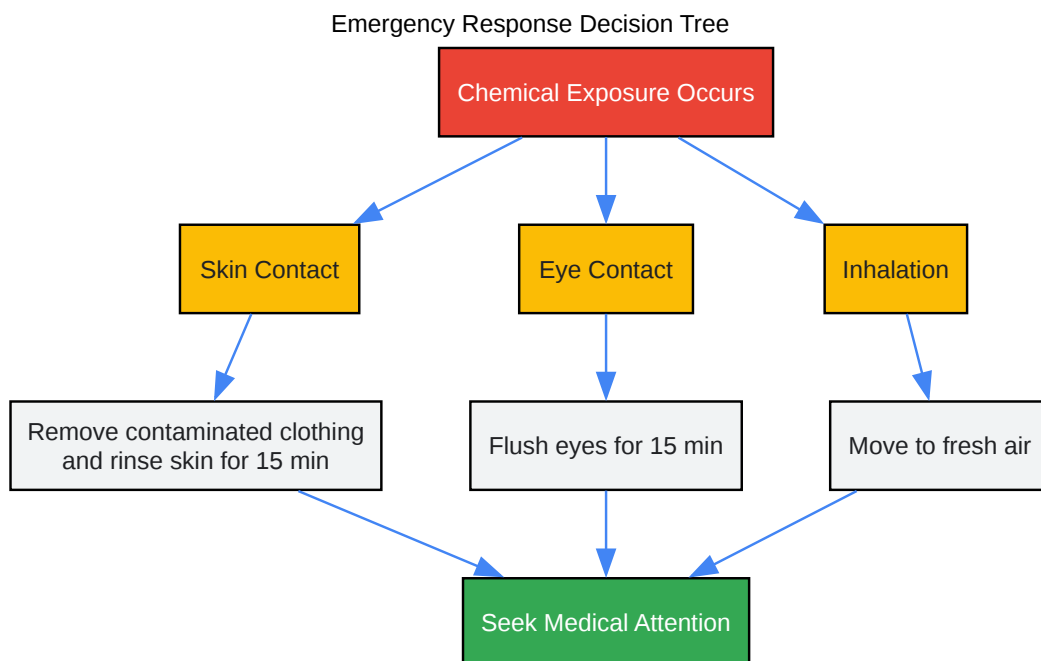 Emergency Response Decision Tree
Chemical Exposure Occurs
Skin Contact
Eye Contact
Inhalation
Remove contaminated clothing
and rinse skin for 15 min
Flush eyes for 15 min
Move to fresh air
Seek Medical Attention